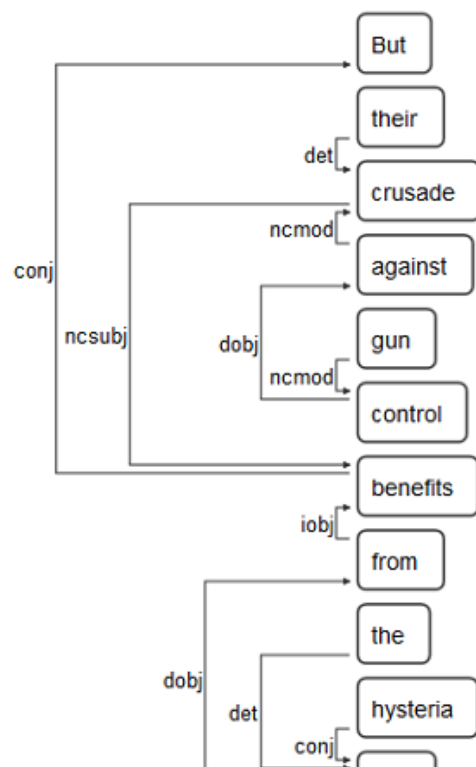 But
their
det
crusade
ncmod
against
conj
gun
ncsubj
dobj
ncmod
control
benefits
iobj
from
the
dobj
det
hysteria
conj